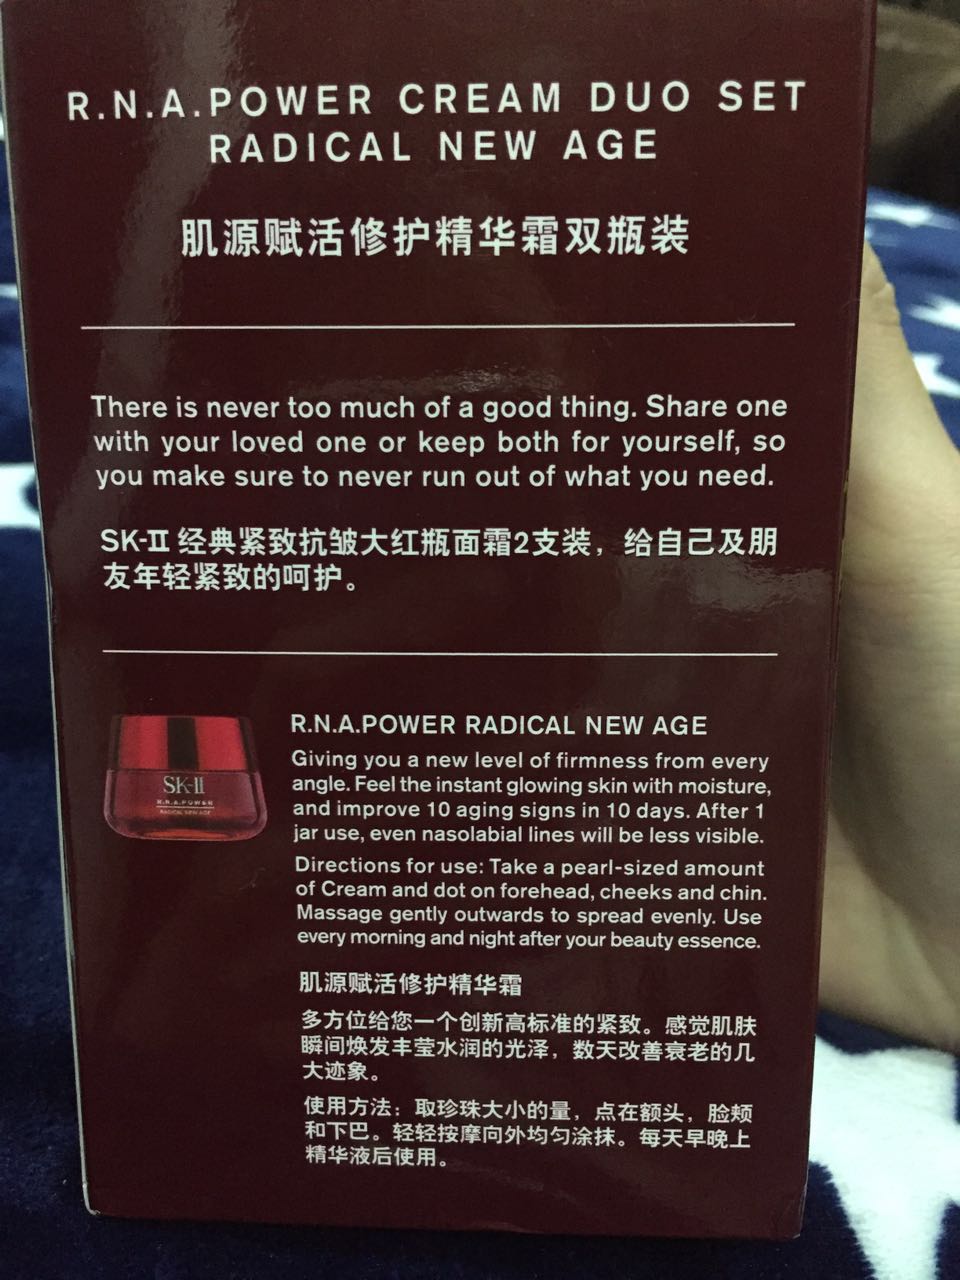 R.N.A.POWER CREAM DUO SET
RADICAL NEW AGE
肌源赋活修护精华霜双瓶装
There is never too much of a good thing. Share one
with your loved one or keep both for yourself, so
you make sure to never run out of what you need.
SK-II 经典紧致抗皱大红瓶面霜2支装，给自己及朋
友年轻紧致的呵护。
SK-II
R.N.A.POWER
RADICAL NEW AGE
R.N.A.POWER RADICAL NEW AGE
Giving you a new level of firmness from every
angle. Feel the instant glowing skin with moisture,
and improve 10 aging signs in 10 days. After 1
jar use, even nasolabial lines will be less visible.
Directions for use: Take a pearl-sized amount
of Cream and dot on forehead, cheeks and chin.
Massage gently outwards to spread evenly. Use
every morning and night after your beauty essence.
肌源赋活修护精华霜
多方位给您一个创新高标准的紧致。感觉肌肤
瞬间焕发丰莹水润的光泽，数天改善衰老的几
大迹象。
使用方法：取珍珠大小的量，点在额头，脸颊
和下巴。轻轻按摩向外均匀涂抹。每天早晚上
精华液后使用。